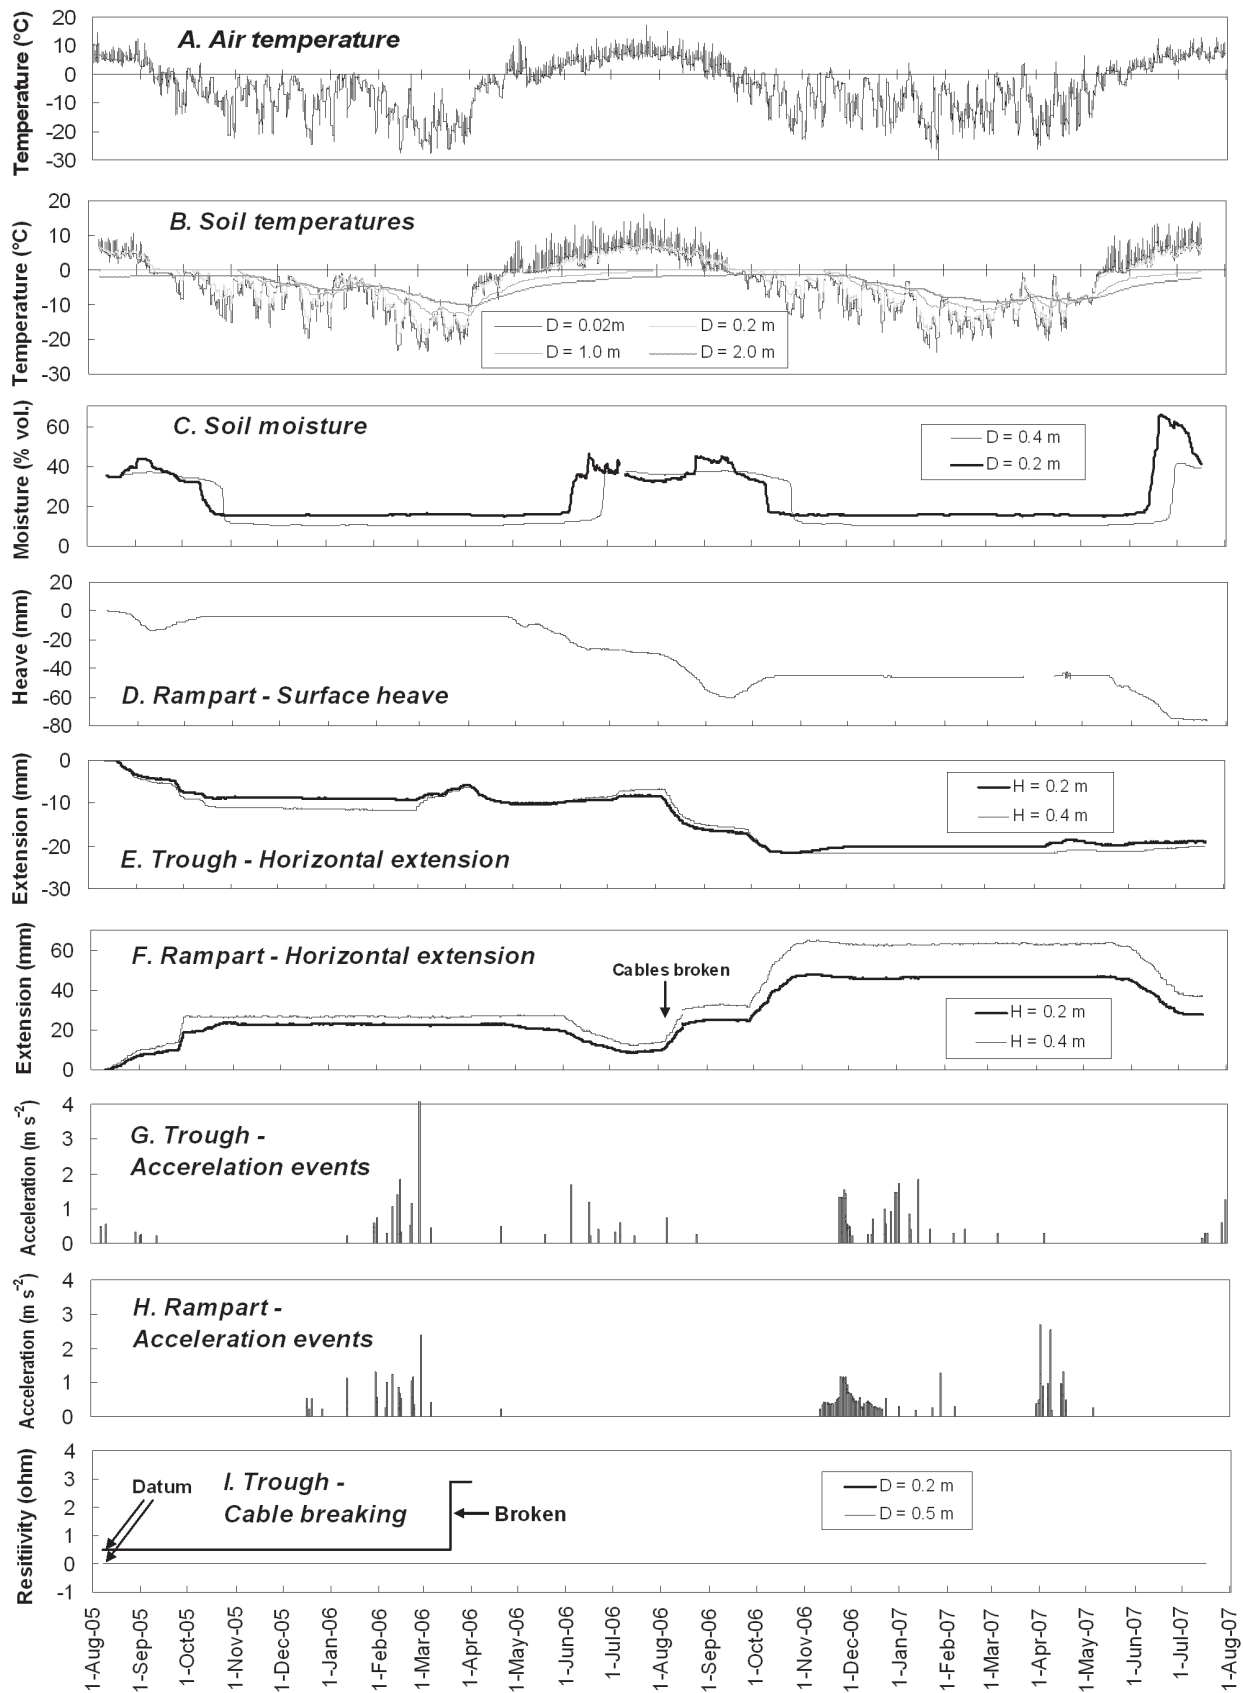 A. Air temperature
Temperature (°C)
20
10
0
-10
-20
-30
B. Soil temperatures
Temperature (°C)
20
10
0
-10
-20
-30
D = 0.02m
D = 0.2 m
D = 1.0 m
D = 2.0 m
C. Soil moisture
Moisture (% vol.)
60
40
20
0
D = 0.4 m
D = 0.2 m
Heave (mm)
20
0
-20
-40
-60
-80
D. Rampart - Surface heave
Extension (mm)
0
-10
-20
-30
H = 0.2 m
H = 0.4 m
E. Trough - Horizontal extension
Extension (mm)
60
40
20
0
F. Rampart - Horizontal extension
Cables broken
H = 0.2 m
H = 0.4 m
Acceleration (m s⁻²)
4
3
2
1
0
G. Trough -
Accerelation events
Acceleration (m s⁻²)
4
3
2
1
0
H. Rampart -
Acceleration events
Resitiivity (ohm)
4
3
2
1
0
-1
Datum
I. Trough -
Cable breaking
Broken
D = 0.2 m
D = 0.5 m
1-Aug-05
1-Sep-05
1-Oct-05
1-Nov-05
1-Dec-05
1-Jan-06
1-Feb-06
1-Mar-06
1-Apr-06
1-May-06
1-Jun-06
1-Jul-06
1-Aug-06
1-Sep-06
1-Oct-06
1-Nov-06
1-Dec-06
1-Jan-07
1-Feb-07
1-Mar-07
1-Apr-07
1-May-07
1-Jun-07
1-Jul-07
1-Aug-07